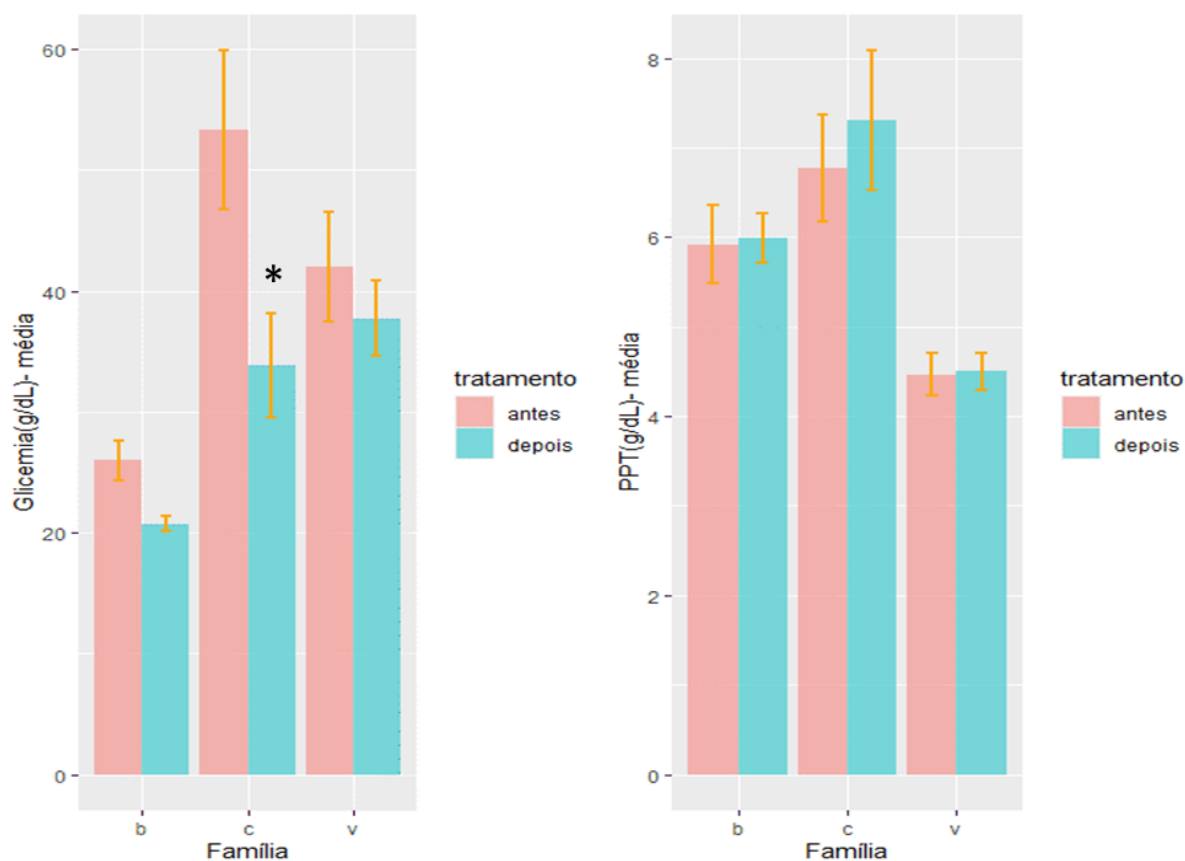 Glicemia(g/dL)- média
60
40
20
0
*
b c v
Família
tratamento
antes
depois
PPT(g/dL)- média
8
6
4
2
0
b c v
Família
tratamento
antes
depois